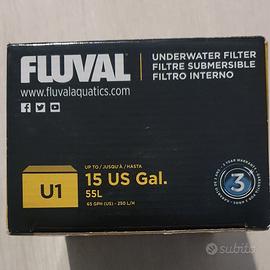 FLUVAL
UNDERWATER FILTER
FILTRE SUBMERSIBLE
FILTRO INTERNO
www.fluvalaquatics.com
U1
UP TO / JUSQU'À / HASTA
15 US Gal.
55L
65 GPH (US) - 250 L/H
3
subito